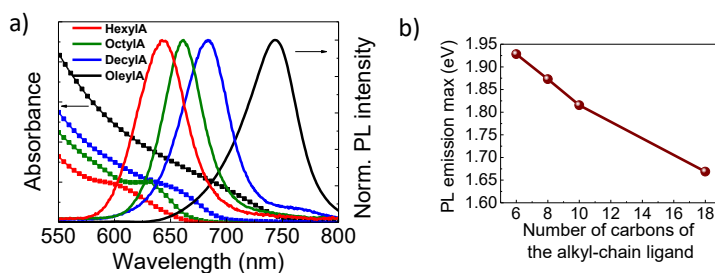 a)
HexylA
OctylA
DecylA
OleylA
Absorbance
Norm. PL intensity
550 600 650 700 750 800
Wavelength (nm)
b)
PL emission max (eV)
1.95
1.90
1.85
1.80
1.75
1.70
1.65
1.60
6 8 10 12 14 16 18
Number of carbons of
the alkyl-chain ligand